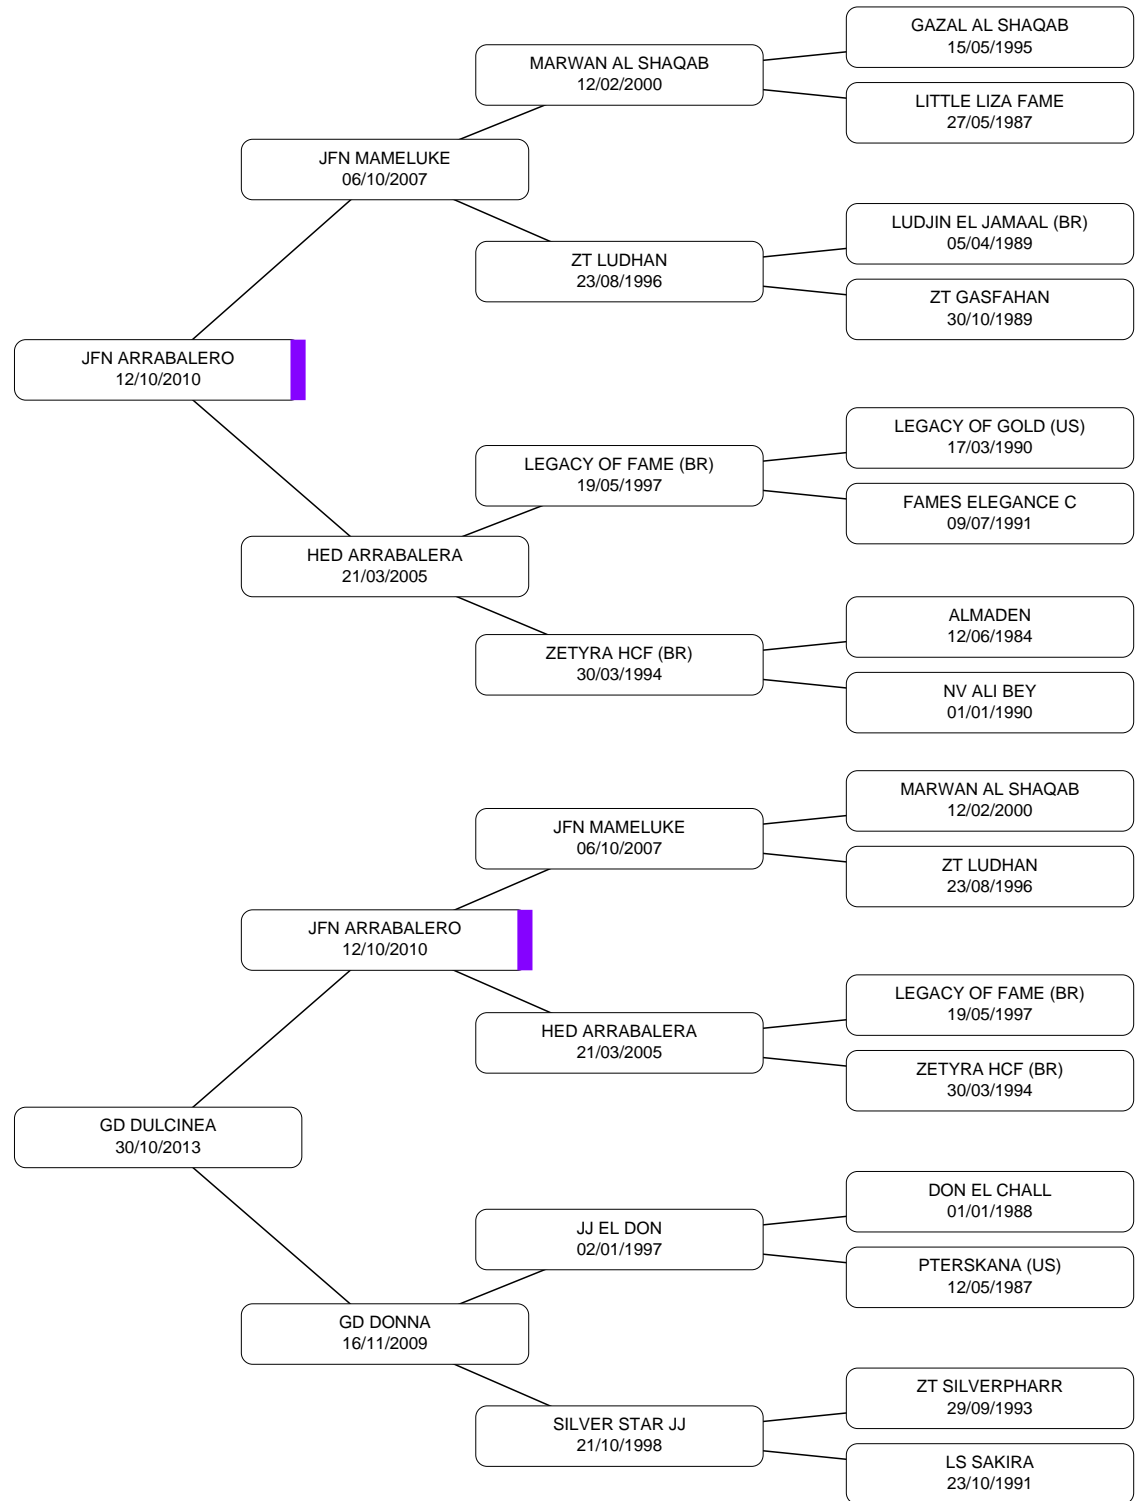 GAZAL AL SHAQAB
15/05/1995
MARWAN AL SHAQAB
12/02/2000
LITTLE LIZA FAME
27/05/1987
JFN MAMELUKE
06/10/2007
LUDJIN EL JAMAAL (BR)
05/04/1989
ZT LUDHAN
23/08/1996
ZT GASFAHAN
30/10/1989
JFN ARRABALERO
12/10/2010
LEGACY OF GOLD (US)
17/03/1990
LEGACY OF FAME (BR)
19/05/1997
FAMES ELEGANCE C
09/07/1991
HED ARRABALERA
21/03/2005
ALMADEN
12/06/1984
ZETYRA HCF (BR)
30/03/1994
NV ALI BEY
01/01/1990
MARWAN AL SHAQAB
12/02/2000
JFN MAMELUKE
06/10/2007
ZT LUDHAN
23/08/1996
JFN ARRABALERO
12/10/2010
LEGACY OF FAME (BR)
19/05/1997
HED ARRABALERA
21/03/2005
ZETYRA HCF (BR)
30/03/1994
GD DULCINEA
30/10/2013
DON EL CHALL
01/01/1988
JJ EL DON
02/01/1997
PTERSKANA (US)
12/05/1987
GD DONNA
16/11/2009
ZT SILVERPHARR
29/09/1993
SILVER STAR JJ
21/10/1998
LS SAKIRA
23/10/1991